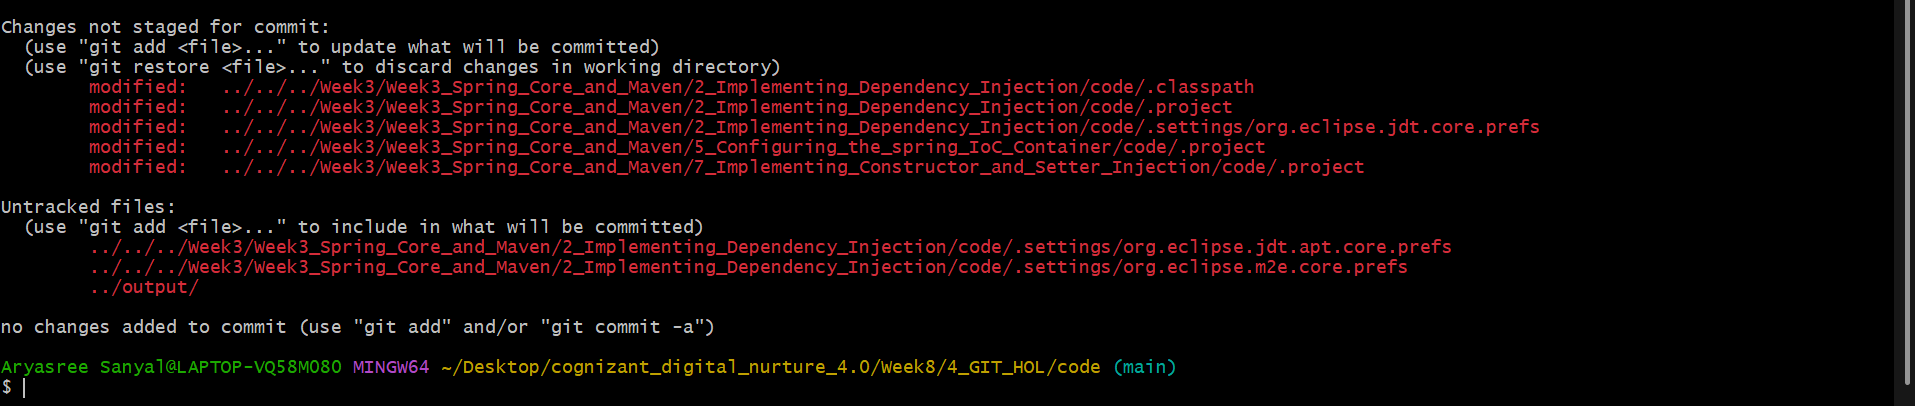 Changes not staged for commit:
  (use "git add <file>..." to update what will be committed)
  (use "git restore <file>..." to discard changes in working directory)
        modified:   ../../../Week3/Week3_Spring_Core_and_Maven/2_Implementing_Dependency_Injection/code/.classpath
        modified:   ../../../Week3/Week3_Spring_Core_and_Maven/2_Implementing_Dependency_Injection/code/.project
        modified:   ../../../Week3/Week3_Spring_Core_and_Maven/2_Implementing_Dependency_Injection/code/.settings/org.eclipse.jdt.core.prefs
        modified:   ../../../Week3/Week3_Spring_Core_and_Maven/5_Configuring_the_spring_IoC_Container/code/.project
        modified:   ../../../Week3/Week3_Spring_Core_and_Maven/7_Implementing_Constructor_and_Setter_Injection/code/.project

Untracked files:
  (use "git add <file>..." to include in what will be committed)
        ../../../Week3/Week3_Spring_Core_and_Maven/2_Implementing_Dependency_Injection/code/.settings/org.eclipse.jdt.apt.core.prefs
        ../../../Week3/Week3_Spring_Core_and_Maven/2_Implementing_Dependency_Injection/code/.settings/org.eclipse.m2e.core.prefs
        ../output/

no changes added to commit (use "git add" and/or "git commit -a")

Aryasree Sanyal@LAPTOP-VQ58M080 MINGW64 ~/Desktop/cognizant_digital_nurture_4.0/Week8/4_GIT_HOL/code (main)
$